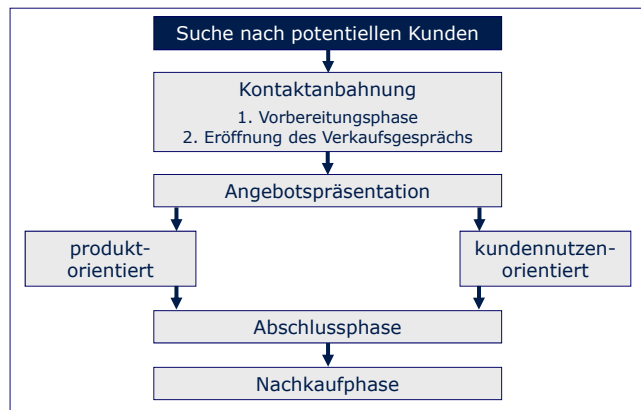 Suche nach potentiellen Kunden
Kontaktanbahnung
1. Vorbereitungsphase
2. Eröffnung des Verkaufsgesprächs
Angebotspräsentation
produkt-
orientiert
kundennutzen-
orientiert
Abschlussphase
Nachkaufphase